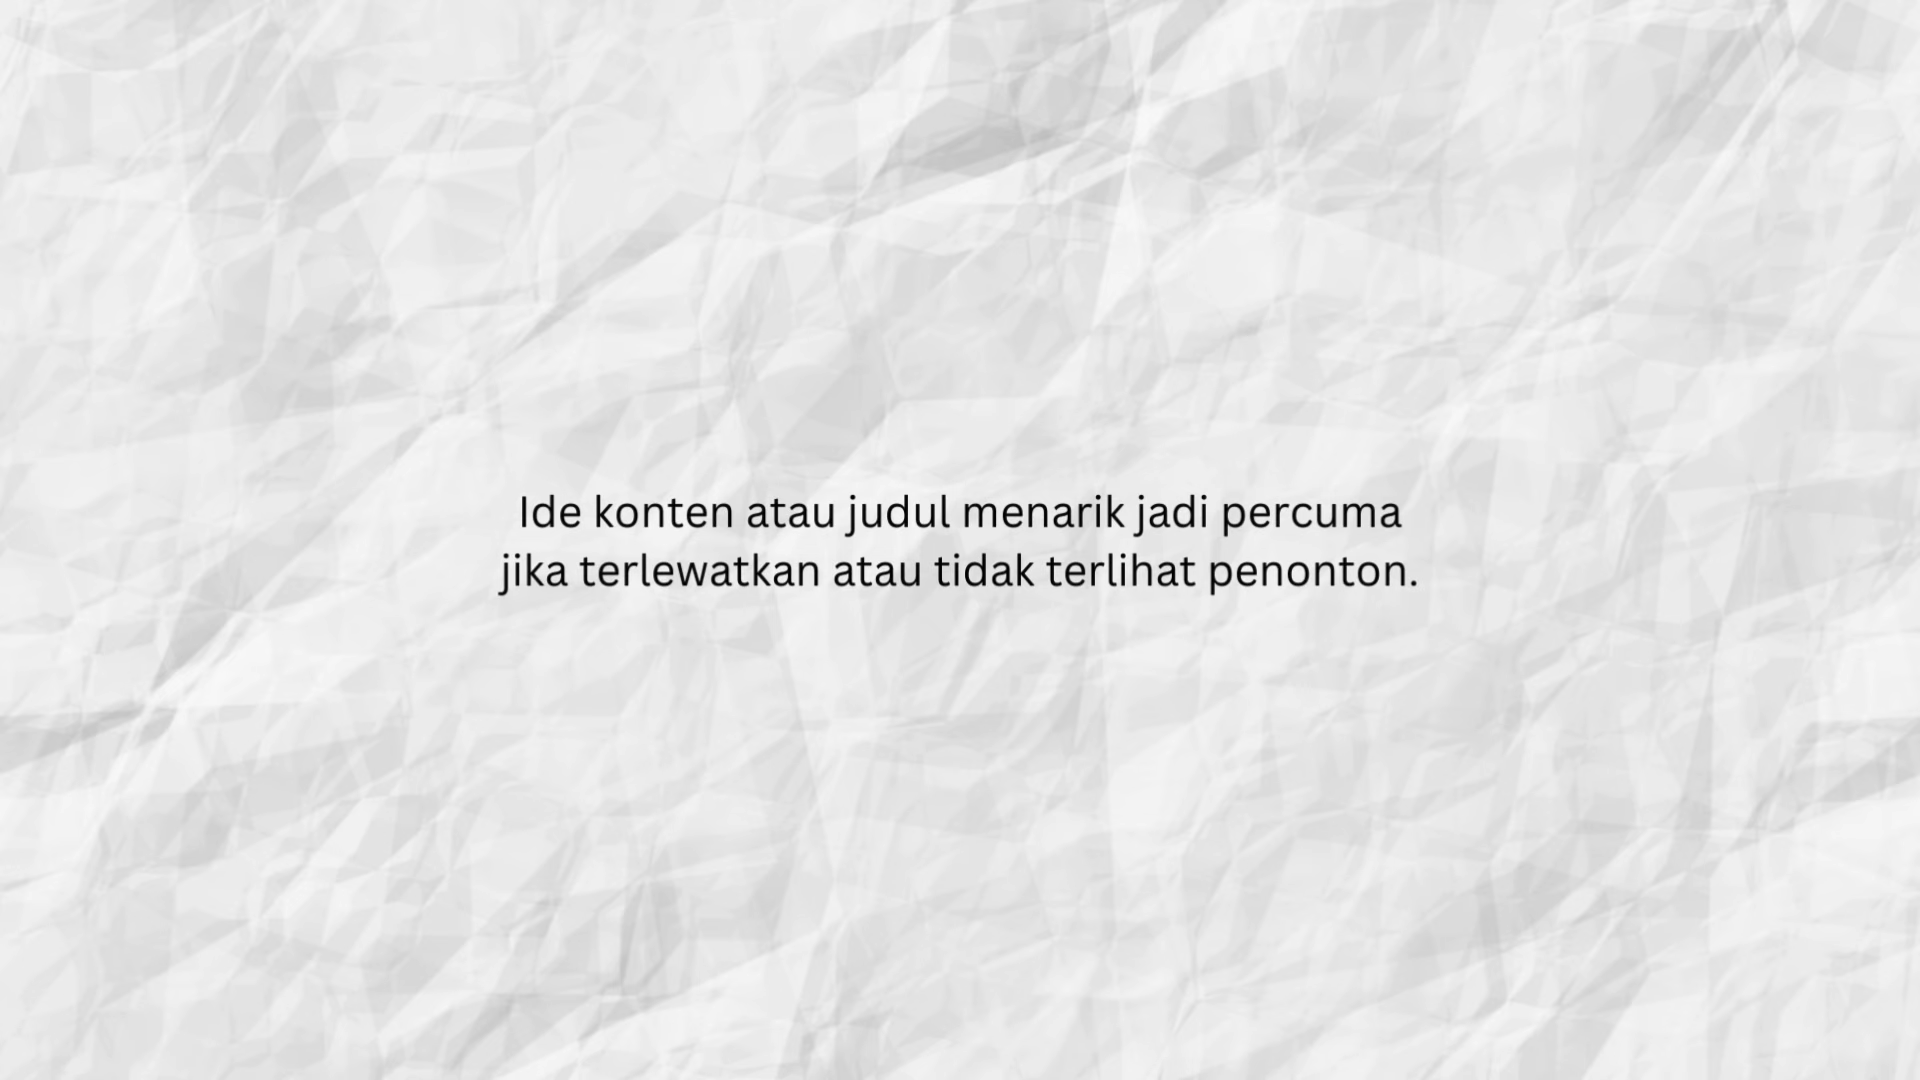 Ide konten atau judul menarik jadi percuma
jika terlewatkan atau tidak terlihat penonton.